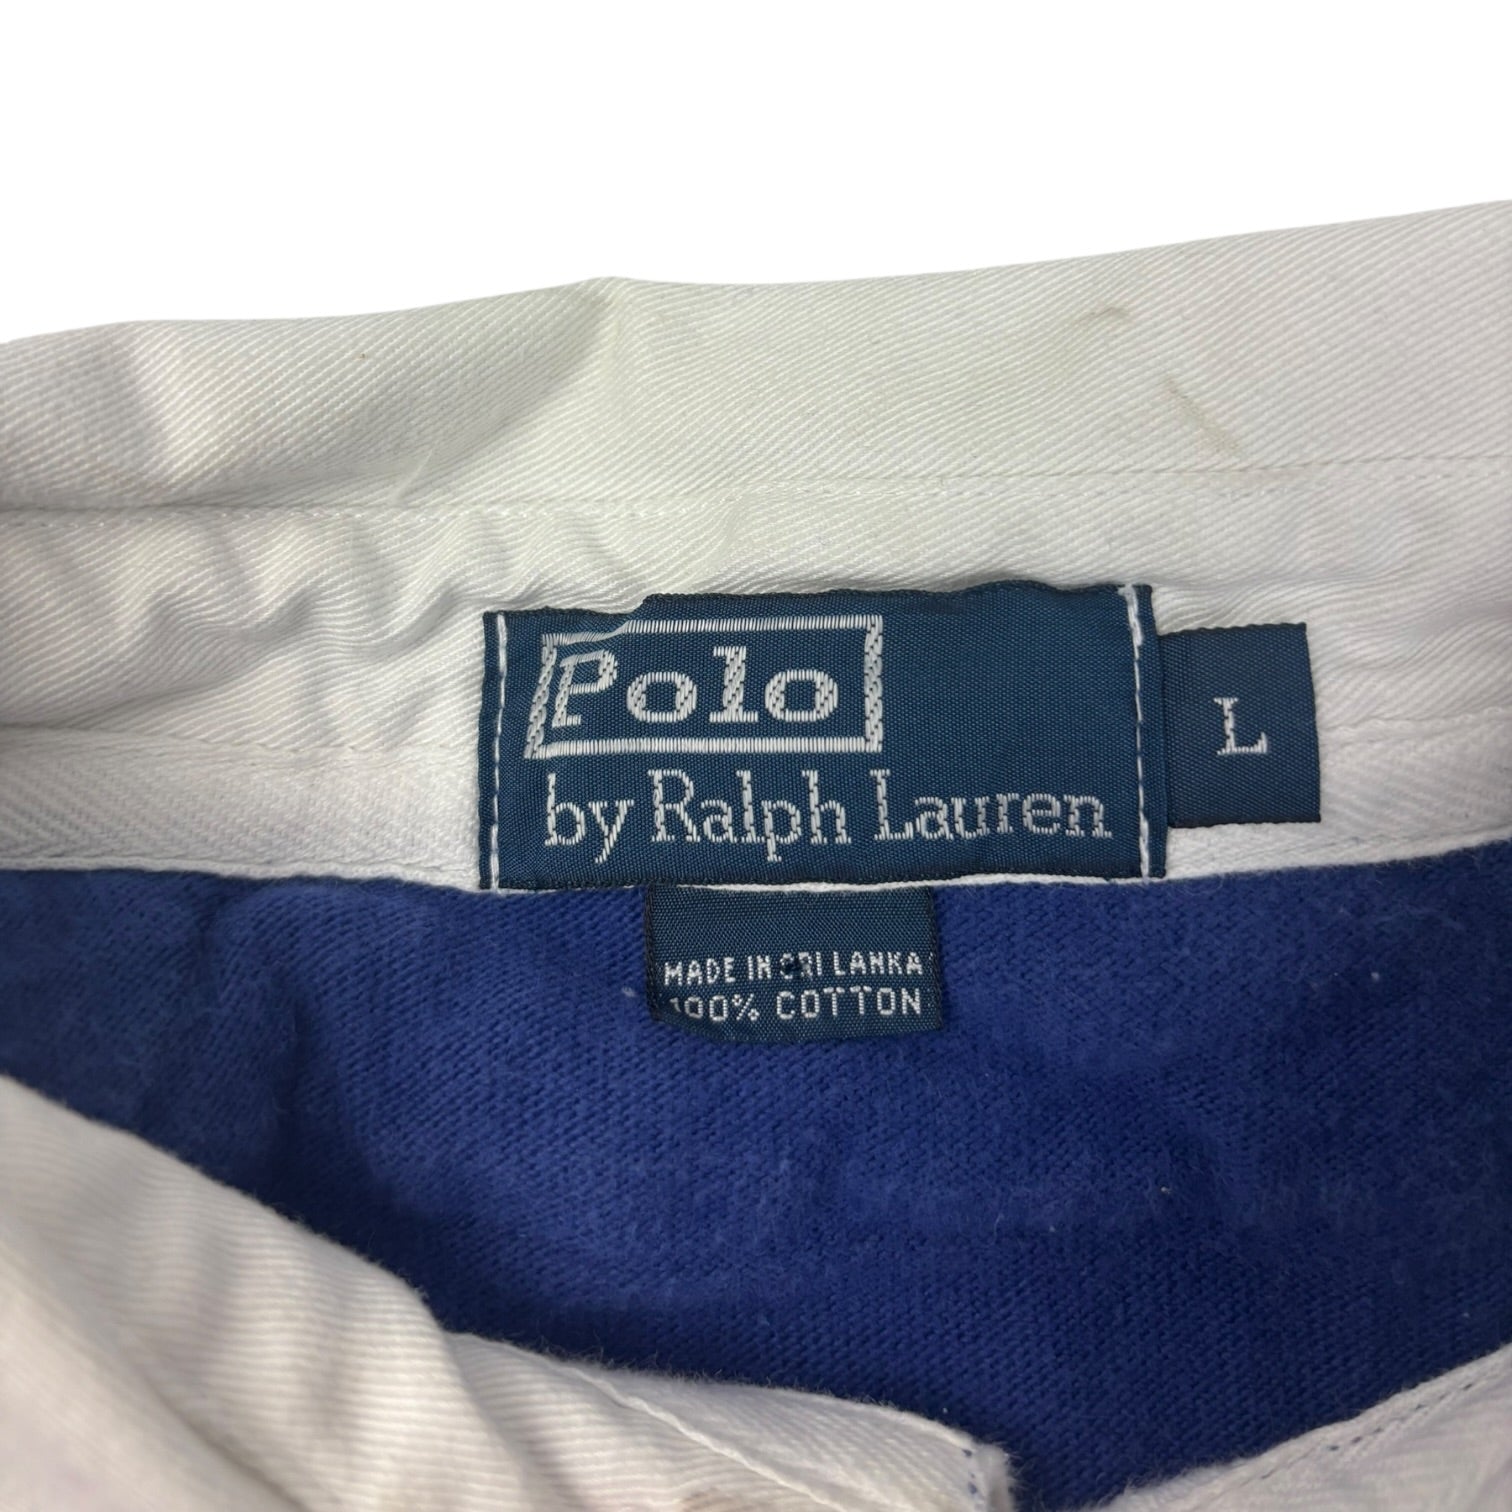 Polo
by Ralph Lauren
L
MADE IN SRI LANKA
100% COTTON